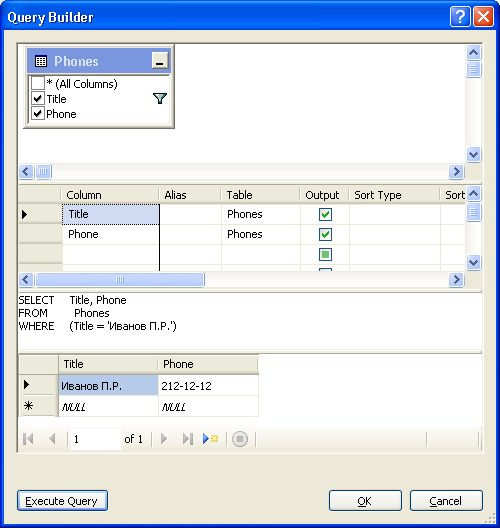 Query Builder
Phones
* (All Columns)
Title
Phone
Column Alias Table Output Sort Type Sort
Title Phones
Phone Phones
SELECT Title, Phone
FROM Phones
WHERE (Title = 'Иванов П.Р.')
Title Phone
Иванов П.Р. 212-12-12
NULL NULL
1 of 1
Execute Query OK Cancel